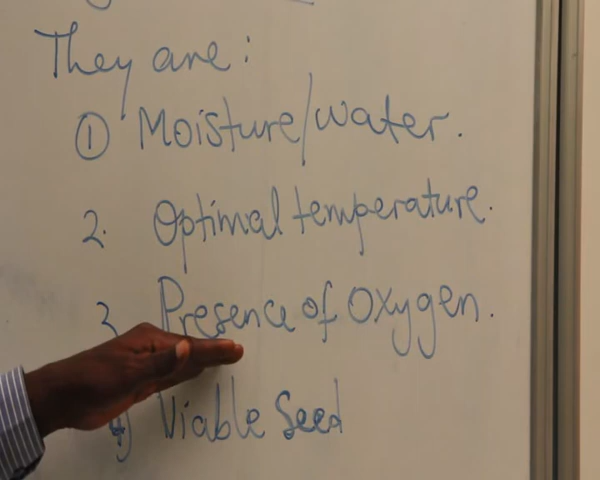 They are:
① Moisture/water.
2. Optimal temperature.
3 Presence of Oxygen.
4) Viable Seed